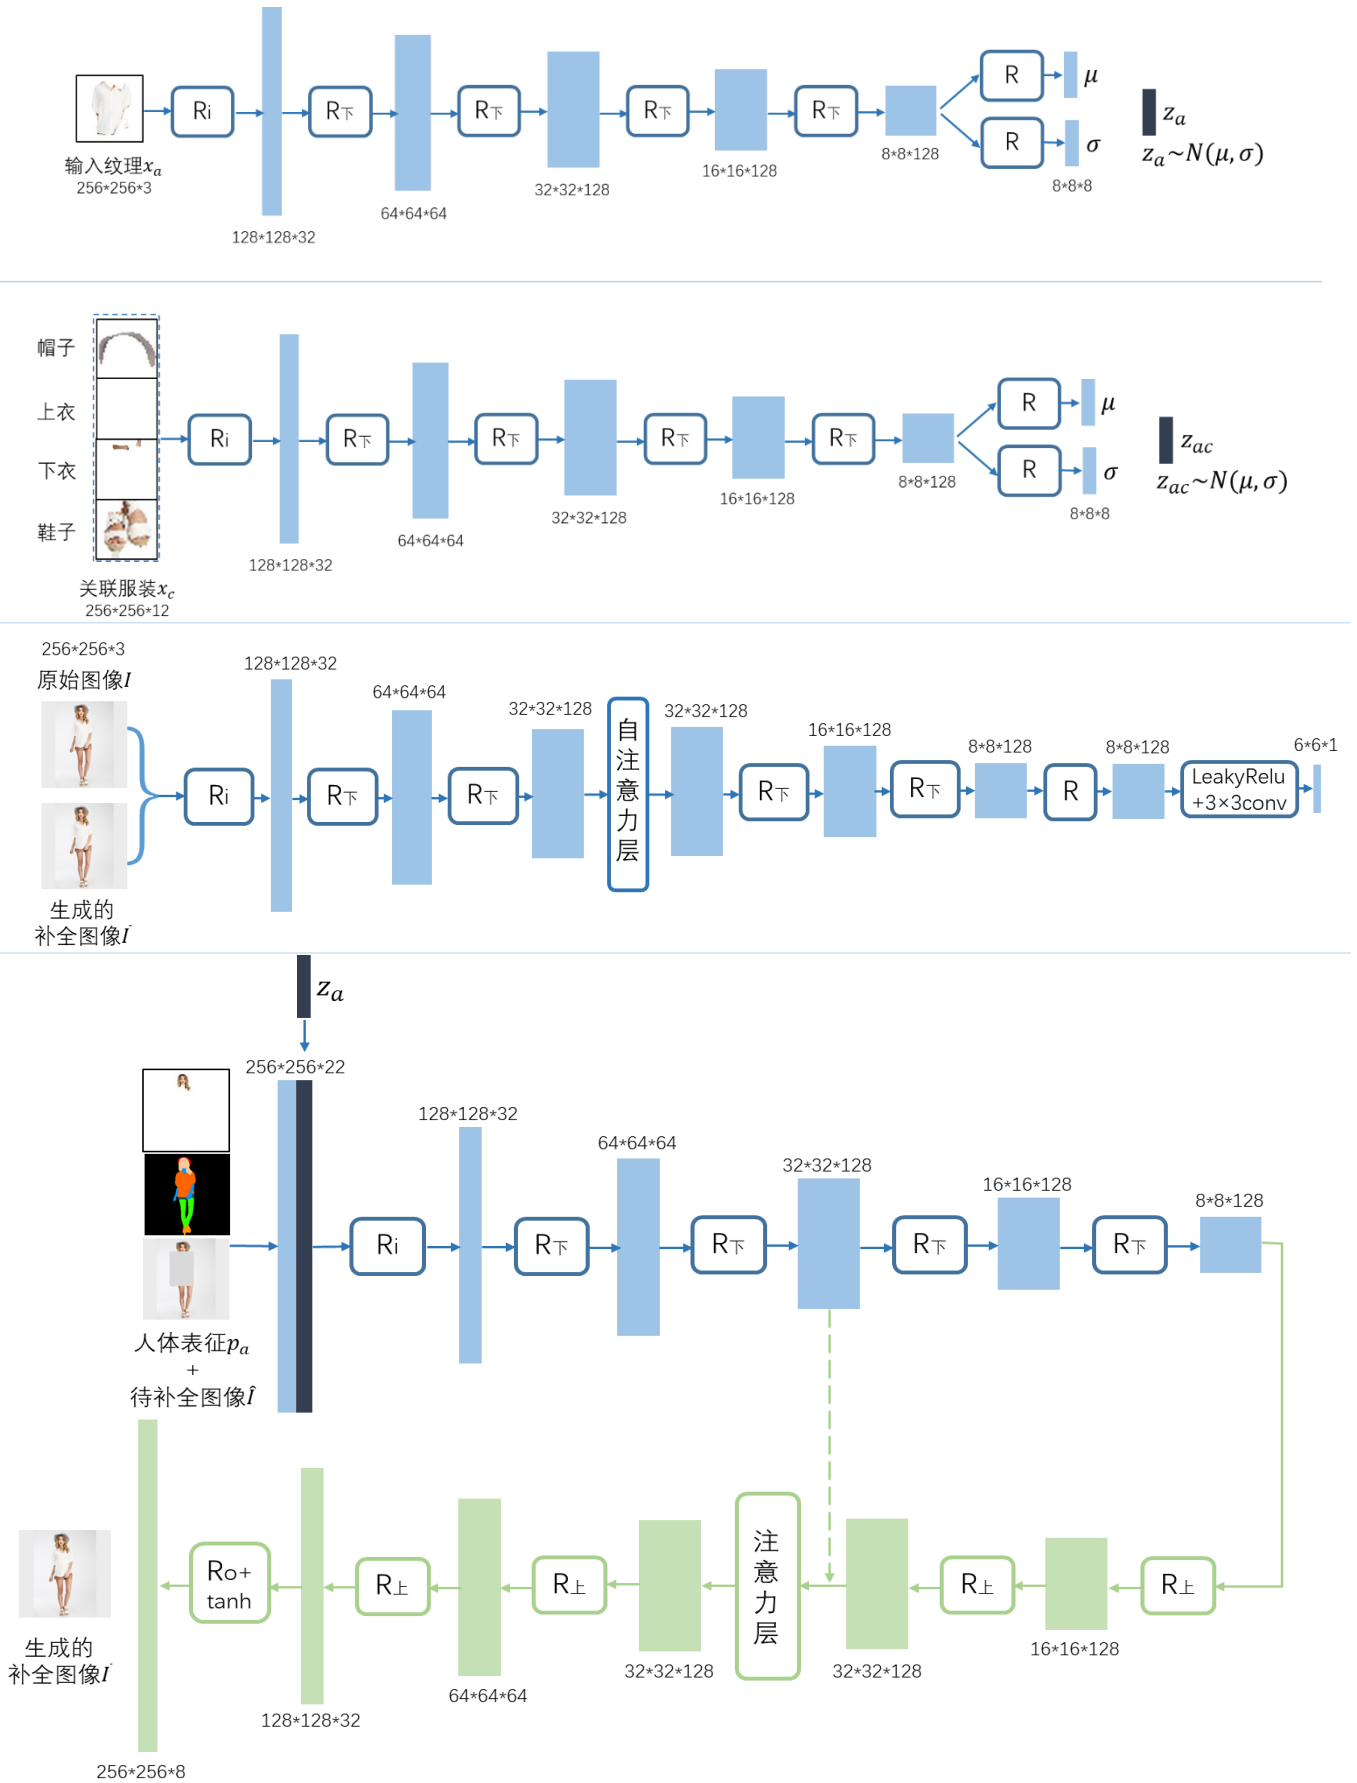 输入纹理xₐ
256*256*3
Ri
128*128*32
R下
64*64*64
R下
32*32*128
R下
16*16*128
R下
8*8*128
R
μ
R
σ
8*8*8
zₐ
zₐ~N(μ, σ)
帽子
上衣
下衣
鞋子
关联服装x_c
256*256*12
Ri
128*128*32
R下
64*64*64
R下
32*32*128
R下
16*16*128
R下
8*8*128
R
μ
R
σ
8*8*8
z_ac
z_ac~N(μ, σ)
256*256*3
原始图像I
生成的
补全图像I'
Ri
128*128*32
R下
64*64*64
R下
32*32*128
自注意力层
32*32*128
R下
16*16*128
R下
8*8*128
R
8*8*128
LeakyRelu
+3×3conv
6*6*1
zₐ
256*256*22
人体表征pₐ
+
待补全图像Î
Ri
128*128*32
R下
64*64*64
R下
32*32*128
R下
16*16*128
R下
8*8*128
R上
16*16*128
R上
32*32*128
注意力层
32*32*128
R上
64*64*64
R上
128*128*32
Ro+
tanh
256*256*8
生成的
补全图像I'